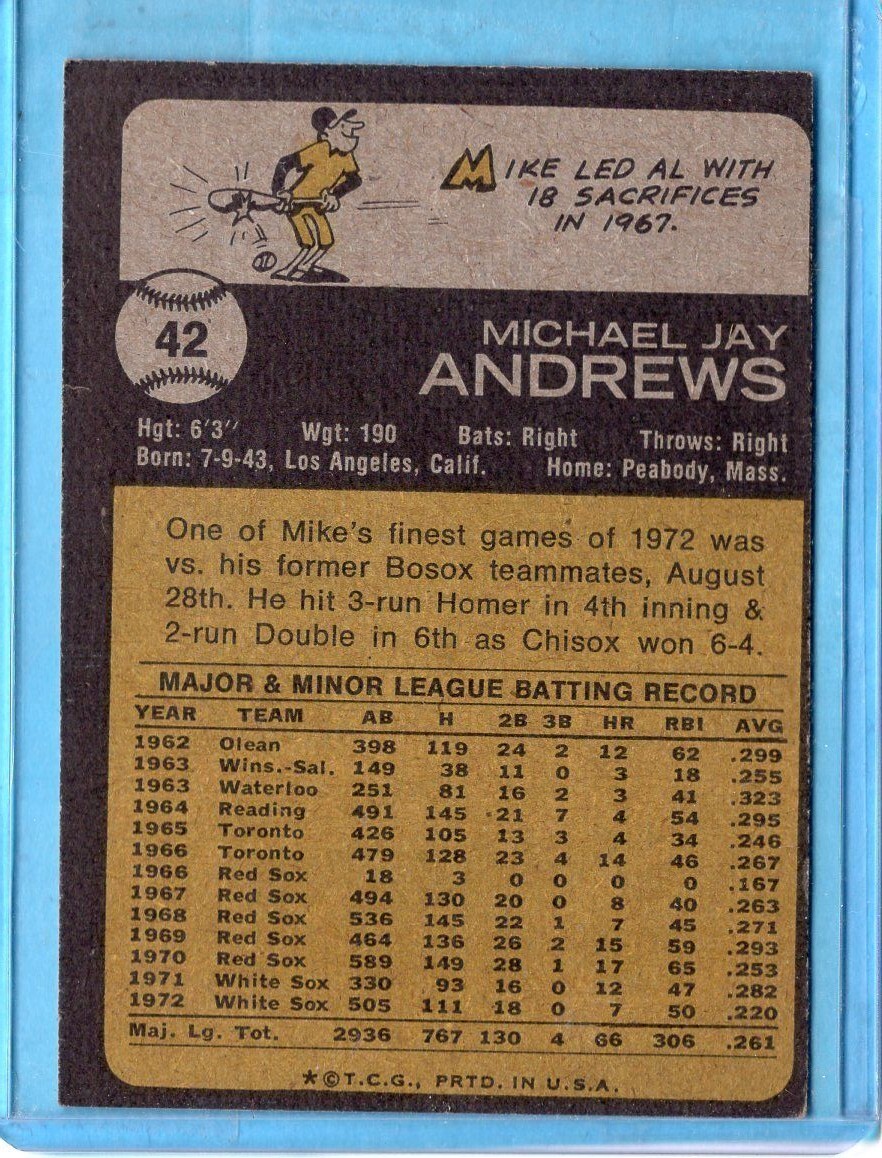 MIKE LED AL WITH
18 SACRIFICES
IN 1967.
42
MICHAEL JAY
ANDREWS
Hgt: 6'3" Wgt: 190 Bats: Right Throws: Right
Born: 7-9-43, Los Angeles, Calif. Home: Peabody, Mass.
One of Mike's finest games of 1972 was
vs. his former Bosox teammates, August
28th. He hit 3-run Homer in 4th inning &
2-run Double in 6th as Chisox won 6-4.
MAJOR & MINOR LEAGUE BATTING RECORD
YEAR TEAM AB H 2B 3B HR RBI AVG
1962 Olean 398 119 24 2 12 62 .299
1963 Wins.-Sal. 149 38 11 0 3 18 .255
1963 Waterloo 251 81 16 2 3 41 .323
1964 Reading 491 145 21 7 4 54 .295
1965 Toronto 426 105 13 3 4 34 .246
1966 Toronto 479 128 23 4 14 46 .267
1966 Red Sox 18 3 0 0 0 0 .167
1967 Red Sox 494 130 20 0 8 40 .263
1968 Red Sox 536 145 22 1 7 45 .271
1969 Red Sox 464 136 26 2 15 59 .293
1970 Red Sox 589 149 28 1 17 65 .253
1971 White Sox 330 93 16 0 12 47 .282
1972 White Sox 505 111 18 0 7 50 .220
Maj. Lg. Tot. 2936 767 130 4 66 306 .261
*©T.C.G., PRTD. IN U.S.A.